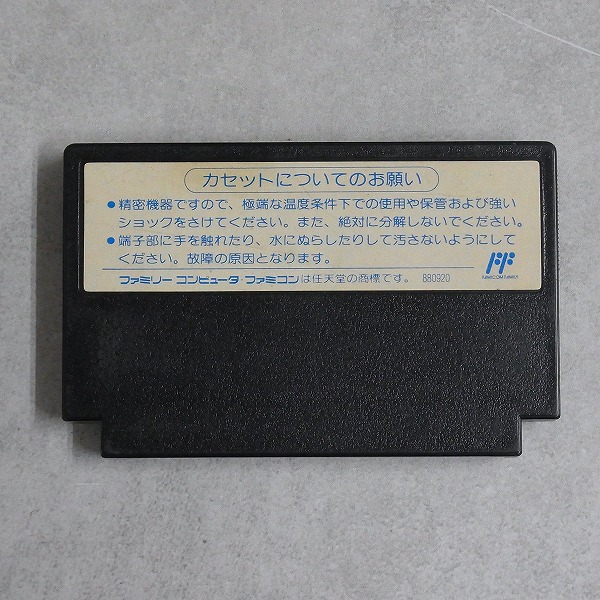 カセットについてのお願い
●精密機器ですので、極端な温度条件下での使用や保管および強い
ショックをさけてください。また、絶対に分解しないでください。
●端子部に手を触れたり、水にぬらしたりして汚さないようにして
ください。故障の原因となります。
ファミリーコンピュータ・ファミコンは任天堂の商標です。 880920
FF
FAMICOM FAMILY